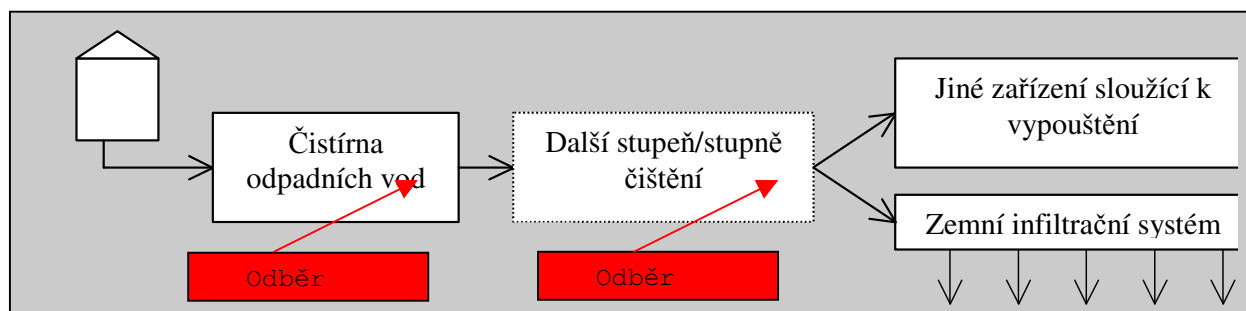 Čistírna
odpadních vod
Další stupeň/stupně
čištění
Jiné zařízení sloužící k
vypouštění
Zemní infiltrační systém
Odběr
Odběr